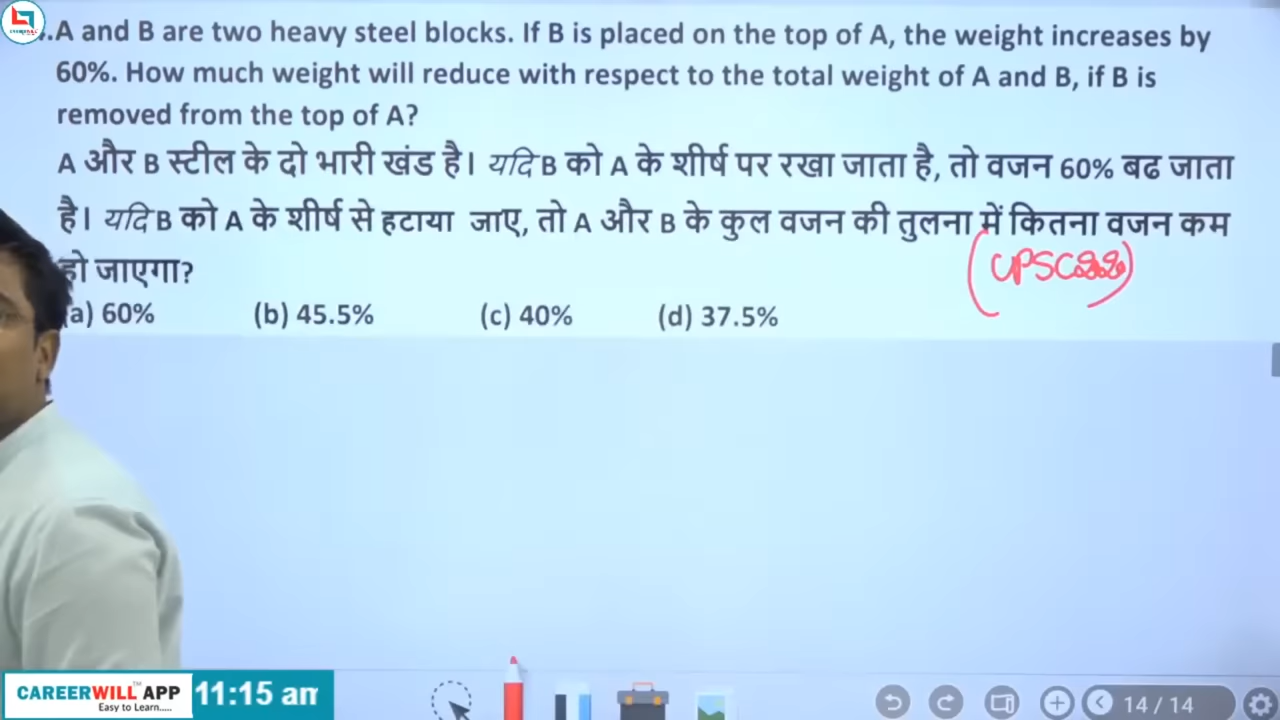 A and B are two heavy steel blocks. If B is placed on the top of A, the weight increases by
60%. How much weight will reduce with respect to the total weight of A and B, if B is
removed from the top of A?
A और B स्टील के दो भारी खंड है। यदि B को A के शीर्ष पर रखा जाता है, तो वजन 60% बढ जाता
है। यदि B को A के शीर्ष से हटाया जाए, तो A और B के कुल वजन की तुलना में कितना वजन कम
हो जाएगा?
(UPSC
(a) 60% (b) 45.5% (c) 40% (d) 37.5%
CAREERWILL APP
Easy to Learn.....
11:15 am
14 / 14